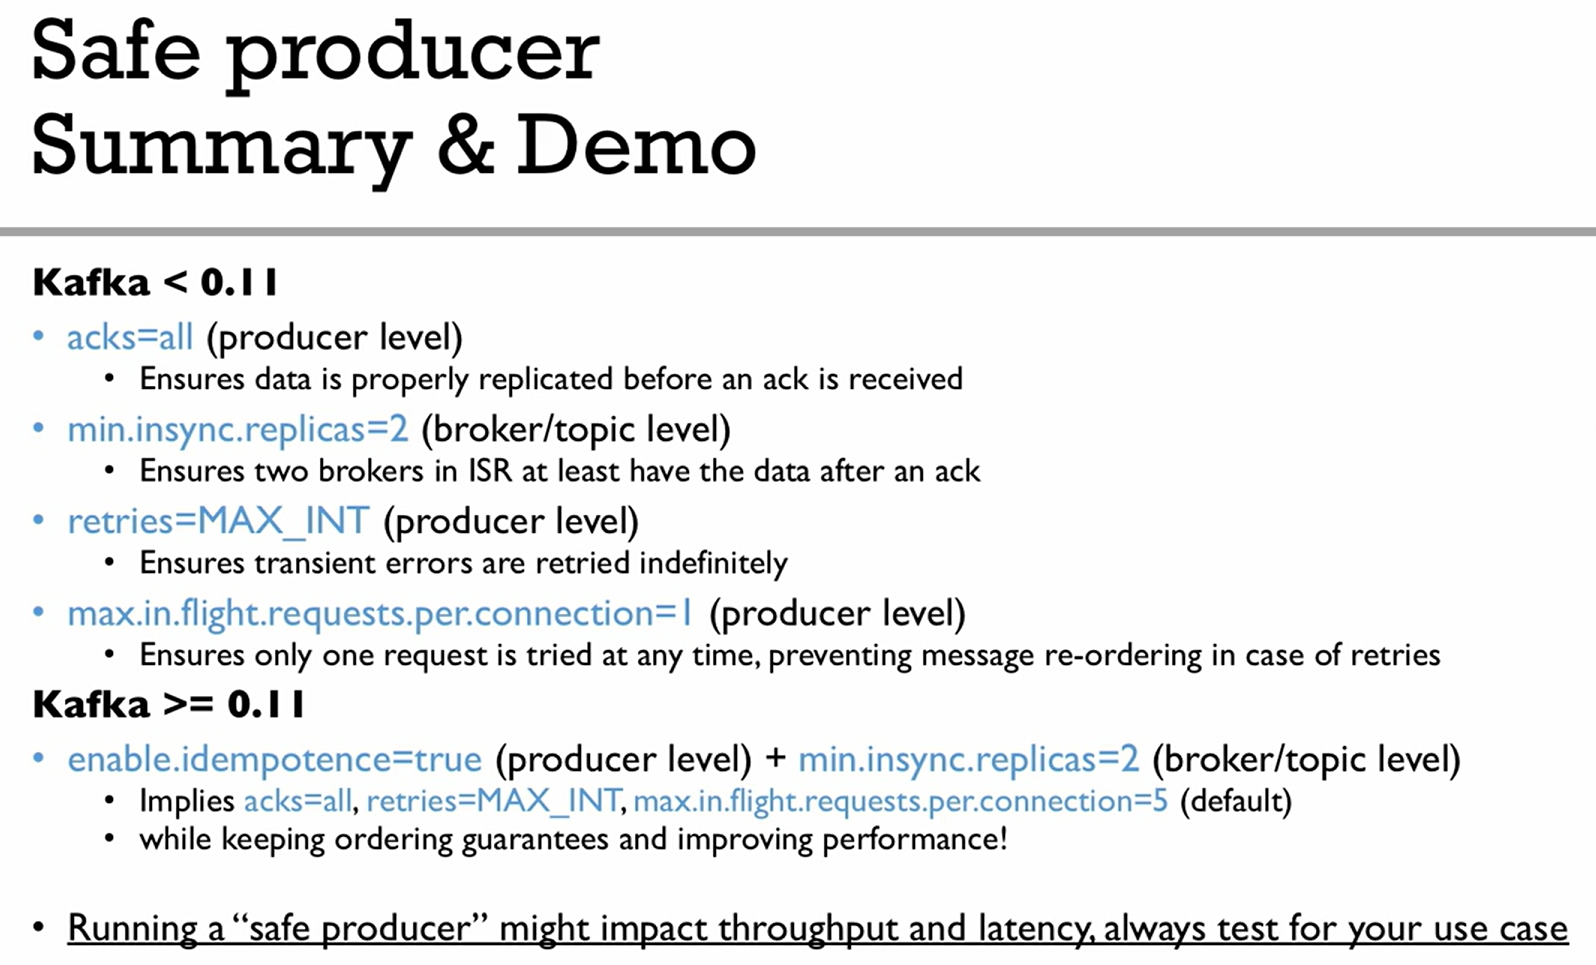 Safe producer
Summary & Demo
Kafka < 0.11
• acks=all (producer level)
• Ensures data is properly replicated before an ack is received
• min.insync.replicas=2 (broker/topic level)
• Ensures two brokers in ISR at least have the data after an ack
• retries=MAX_INT (producer level)
• Ensures transient errors are retried indefinitely
• max.in.flight.requests.per.connection=1 (producer level)
• Ensures only one request is tried at any time, preventing message re-ordering in case of retries
Kafka >= 0.11
• enable.idempotence=true (producer level) + min.insync.replicas=2 (broker/topic level)
• Implies acks=all, retries=MAX_INT, max.in.flight.requests.per.connection=5 (default)
• while keeping ordering guarantees and improving performance!
• Running a “safe producer” might impact throughput and latency, always test for your use case